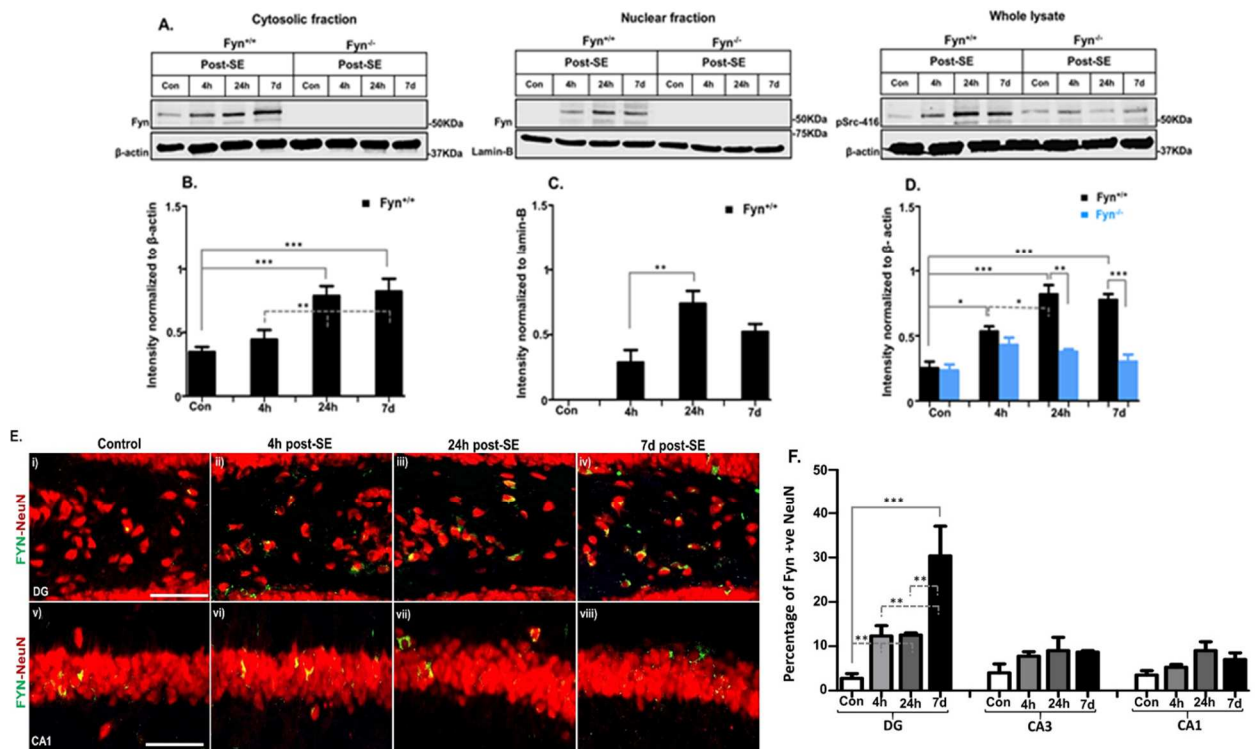 A.
Cytosolic fraction
Fyn+/+ Fyn-/-
Post-SE Post-SE
Con 4h 24h 7d Con 4h 24h 7d
Fyn -50KDa
β-actin -37KDa
Nuclear fraction
Fyn+/+ Fyn-/-
Post-SE Post-SE
Con 4h 24h 7d Con 4h 24h 7d
Fyn -50KDa
-75KDa
Lamin-B
Whole lysate
Fyn+/+ Fyn-/-
Post-SE Post-SE
Con 4h 24h 7d Con 4h 24h 7d
pSrc-416 -50KDa
β-actin -37KDa
B.
Intensity normalized to β-actin
1.5
1
0.5
0
Fyn+/+
***
***
**
Con 4h 24h 7d
C.
Intensity normalized to lamin-B
1.5
1
0.5
0
Fyn+/+
**
4h 24h 7d
Con
D.
Intensity normalized to β- actin
1.5
1
0.5
0
Fyn+/+
Fyn-/-
***
*** ** ***
* *
Con 4h 24h 7d
E.
Control 4h post-SE 24h post-SE 7d post-SE
FYN-NeuN
i) ii) iii) iv)
DG
FYN-NeuN
v) vi) vii) viii)
CA1
F.
Percentage of Fyn +ve NeuN
50
40
30
20
10
0
***
**
**
**
Con 4h 24h 7d Con 4h 24h 7d Con 4h 24h 7d
DG CA3 CA1